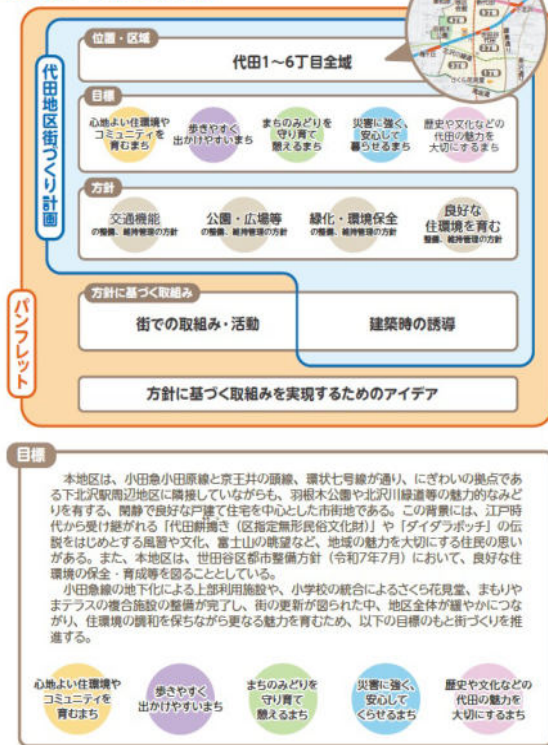 位置・区域
代田1～6丁目全域
代田地区街づくり計画
目標
心地よい住環境や
コミュニティを
育むまち
歩きやすく
出かけやすいまち
まちのみどりを
守り育て
憩えるまち
災害に強く、
安心して
暮らせるまち
歴史や文化などの
代田の魅力を
大切にするまち
方針
交通機能
の整備、維持管理の方針
公園・広場等
の整備、維持管理の方針
緑化・環境保全
の整備、維持管理の方針
良好な
住環境を育む
整備、維持管理の方針
パンフレット
方針に基づく取組み
街での取組み・活動
建築時の誘導
方針に基づく取組みを実現するためのアイデア
目標
本地区は、小田急小田原線と京王井の頭線、環状七号線が通り、にぎわいの拠点であ
る下北沢駅周辺地区に隣接していながらも、羽根木公園や北沢川緑道等の魅力的なみど
りを有する、閑静で良好な戸建て住宅を中心とした市街地である。この背景には、江戸時
代から受け継がれる「代田餅搗き（区指定無形民俗文化財）」や「ダイダラボッチ」の伝
説をはじめとする風習や文化、富士山の眺望など、地域の魅力を大切にする住民の思い
がある。また、本地区は、世田谷区都市整備方針（令和7年7月）において、良好な住
環境の保全・育成等を図ることとしている。
小田急線の地下化による上部利用施設や、小学校の統合によるさくら花見堂、まもりや
まテラスの複合施設の整備が完了し、街の更新が図られた中、地区全体が緩やかにつな
がり、住環境の調和を保ちながら更なる魅力を育むため、以下の目標のもと街づくりを推
進する。
心地よい住環境や
コミュニティを
育むまち
歩きやすく
出かけやすいまち
まちのみどりを
守り育て
憩えるまち
災害に強く、
安心して
くらせるまち
歴史や文化などの
代田の魅力を
大切にするまち